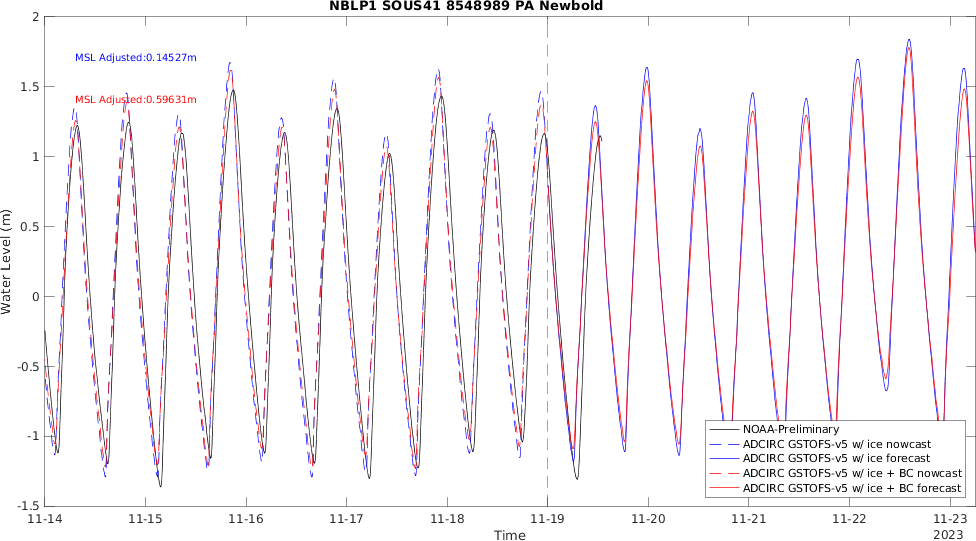 NBLP1 SOUS41 8548989 PA Newbold
2
1.5
1
0.5
0
-0.5
-1
-1.5
Water Level (m)
MSL Adjusted:0.14527m
MSL Adjusted:0.59631m
NOAA-Preliminary
ADCIRC GSTOFS-v5 w/ ice nowcast
ADCIRC GSTOFS-v5 w/ ice forecast
ADCIRC GSTOFS-v5 w/ ice + BC nowcast
ADCIRC GSTOFS-v5 w/ ice + BC forecast
11-14 11-15 11-16 11-17 11-18 11-19 11-20 11-21 11-22 11-23
2023
Time